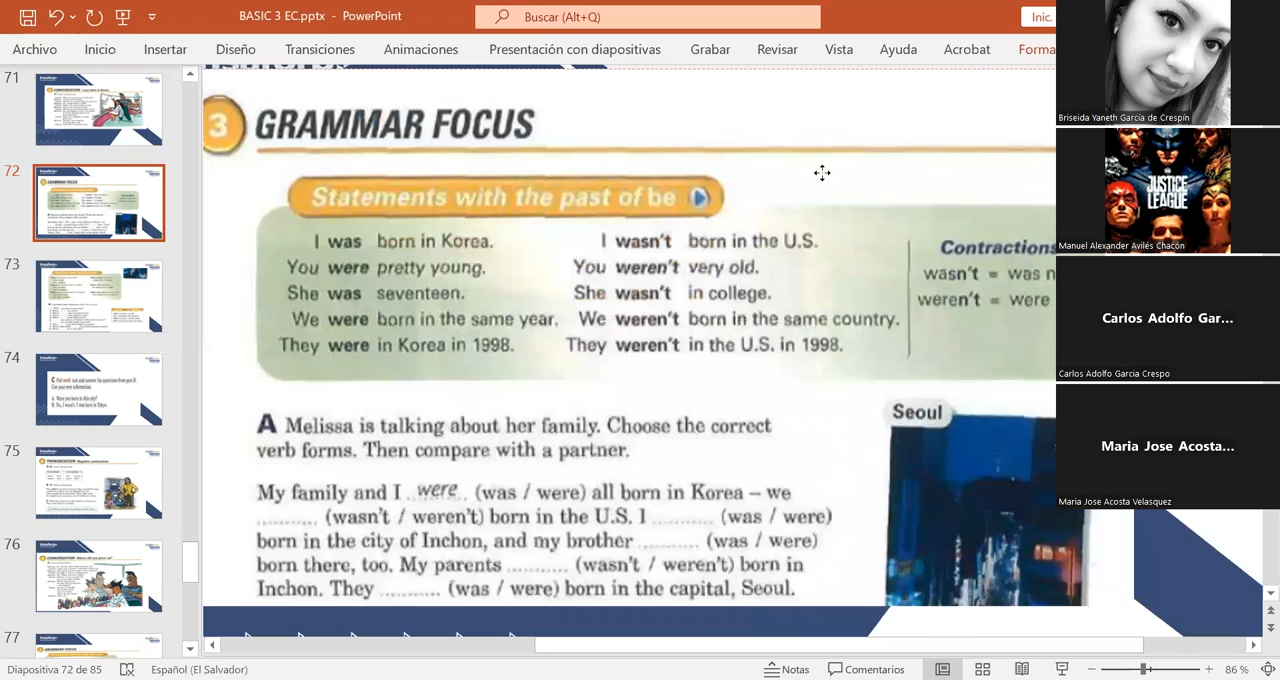 BASIC 3 EC.pptx - PowerPoint
Buscar (Alt+Q)
Inic.
Archivo Inicio Insertar Diseño Transiciones Animaciones Presentación con diapositivas Grabar Revisar Vista Ayuda Acrobat Forma
71
72
73
74
75
76
77
3 GRAMMAR FOCUS
Statements with the past of be
I was born in Korea. I wasn't born in the U.S.
You were pretty young. You weren't very old.
She was seventeen. She wasn't in college.
We were born in the same year. We weren't born in the same country.
They were in Korea in 1998. They weren't in the U.S. in 1998.
Contractions
wasn't = was n
weren't = were
A Melissa is talking about her family. Choose the correct
verb forms. Then compare with a partner.
My family and I ..were.. (was / were) all born in Korea – we
.......... (wasn't / weren't) born in the U.S. I .......... (was / were)
born in the city of Inchon, and my brother .......... (was / were)
born there, too. My parents .......... (wasn't / weren't) born in
Inchon. They .......... (was / were) born in the capital, Seoul.
Seoul
Briseida Yaneth García de Crespín
JUSTICE
LEAGUE
Manuel Alexander Avilés Chacón
Carlos Adolfo Gar...
Carlos Adolfo Garcia Crespo
Maria Jose Acosta...
Maria Jose Acosta Velasquez
Diapositiva 72 de 85 Español (El Salvador) Notas Comentarios 86 %